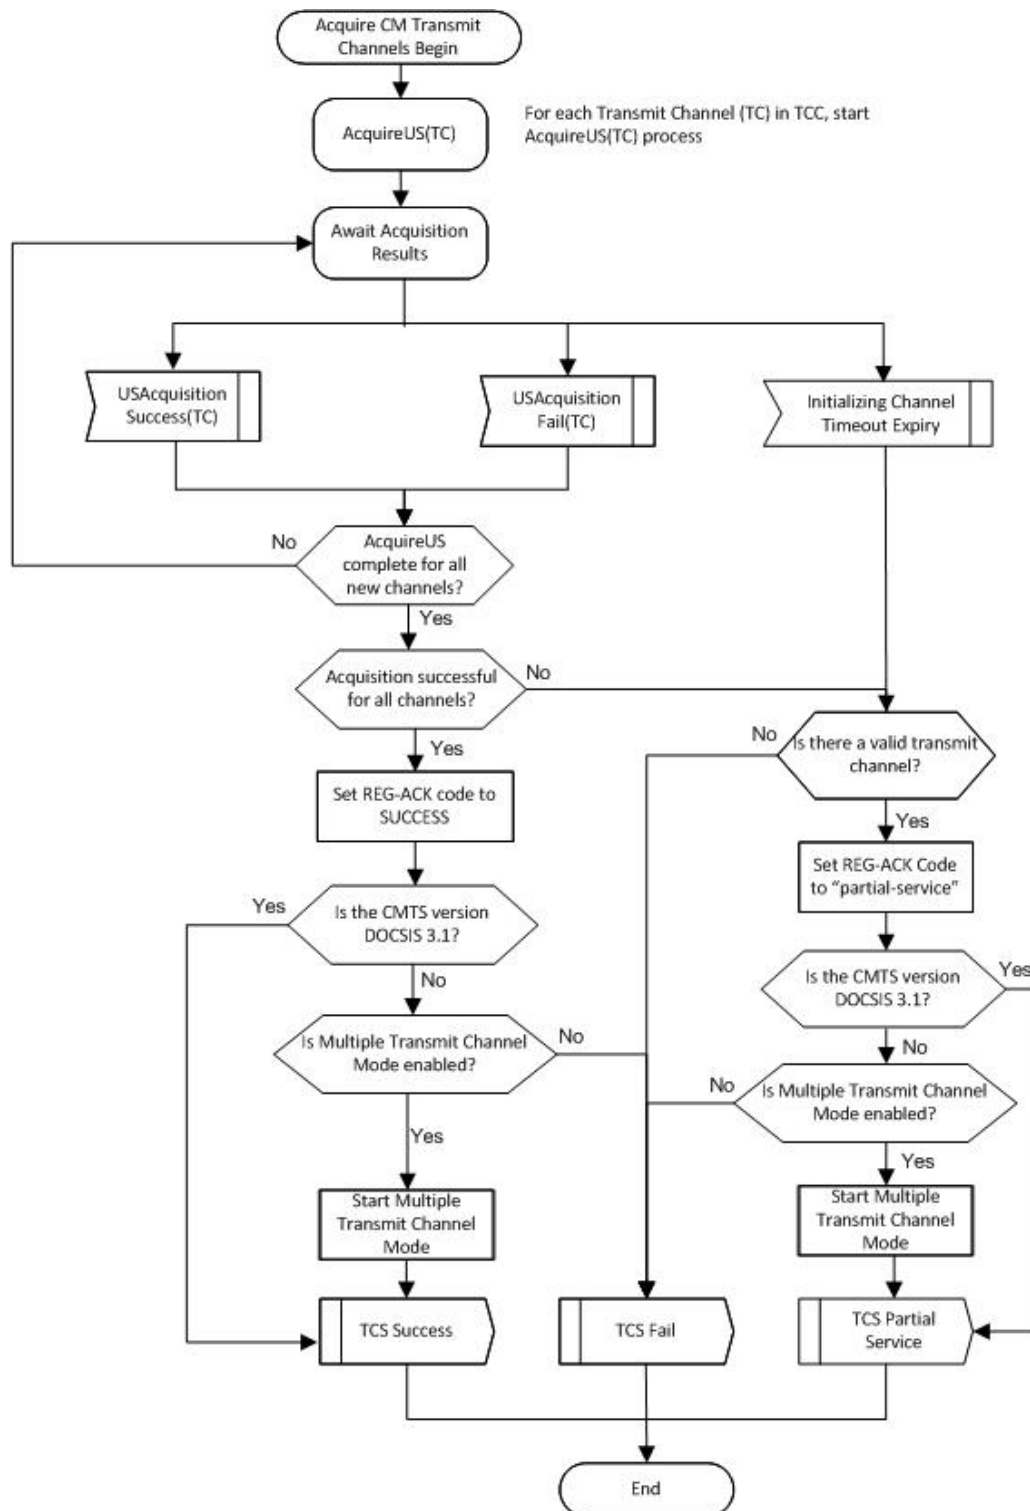 Acquire CM Transmit
Channels Begin
AcquireUS(TC)
For each Transmit Channel (TC) in TCC, start
AcquireUS(TC) process
Await Acquisition
Results
USAcquisition
Success(TC)
USAcquisition
Fail(TC)
Initializing Channel
Timeout Expiry
No
AcquireUS
complete for all
new channels?
Yes
Acquisition successful
for all channels?
No
Yes
No
Is there a valid transmit
channel?
Yes
Set REG-ACK code to
SUCCESS
Set REG-ACK Code
to “partial-service”
Yes
Is the CMTS version
DOCSIS 3.1?
No
Is the CMTS version
DOCSIS 3.1?
Yes
No
Is Multiple Transmit Channel
Mode enabled?
No
No
Is Multiple Transmit Channel
Mode enabled?
Yes
Yes
Start Multiple
Transmit Channel
Mode
Start Multiple
Transmit Channel
Mode
TCS Success
TCS Fail
TCS Partial
Service
End